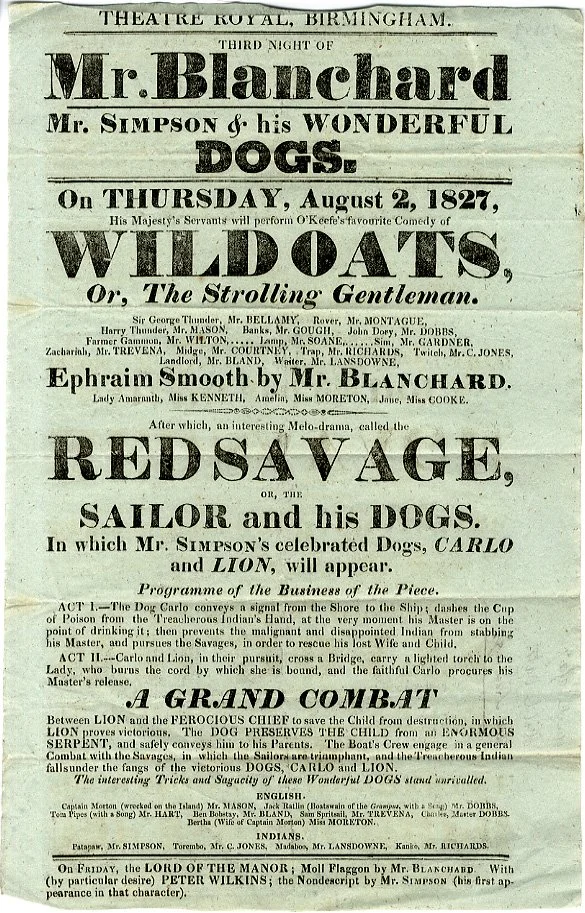 THEATRE ROYAL, BIRMINGHAM.
THIRD NIGHT OF
Mr. Blanchard
Mr. SIMPSON & his WONDERFUL
DOGS.
On THURSDAY, August 2, 1827,
His Majesty's Servants will perform O'Keefe's favourite Comedy of
WILD OATS,
Or, The Strolling Gentleman.
Sir George Thunder, Mr. BELLAMY, Rover, Mr. MONTAGUE,
Harry Thunder, Mr. MASON, Banks, Mr. GOUGH, John Dory, Mr. DOBBS,
Farmer Gammon, Mr. WILTON,..... Lamp, Mr. SOANE,......Sim, Mr. GARDNER,
Zachariah, Mr. TREVENA, Midge, Mr. COURTNEY, Trap, Mr. RICHARDS, Twitch, Mr. C. JONES,
Landlord, Mr. BLAND, Waiter, Mr. LANSDOWNE,
Ephraim Smooth by Mr. BLANCHARD.
Lady Amaranth, Miss KENNETH, Amelia, Miss MORETON, Jane, Miss COOKE.
After which, an interesting Melo-drama, called the
RED SAVAGE,
OR, THE
SAILOR and his DOGS.
In which Mr. SIMPSON's celebrated Dogs, CARLO
and LION, will appear.
Programme of the Business of the Piece.
ACT I.—The Dog Carlo conveys a signal from the Shore to the Ship; dashes the Cup
of Poison from the Treacherous Indian's Hand, at the very moment his Master is on the
point of drinking it; then prevents the malignant and disappointed Indian from stabbing
his Master, and pursues the Savages, in order to rescue his lost Wife and Child.
ACT II.—Carlo and Lion, in their pursuit, cross a Bridge, carry a lighted torch to the
Lady, who burns the cord by which she is bound, and the faithful Carlo procures his
Master's release.
A GRAND COMBAT
Between LION and the FEROCIOUS CHIEF to save the Child from destruction, in which
LION proves victorious. The DOG PRESERVES THE CHILD from an ENORMOUS
SERPENT, and safely conveys him to his Parents. The Boat's Crew engage in a general
Combat with the Savages, in which the Sailors are triumphant, and the Treacherous Indian
falls under the fangs of the victorious DOGS, CARLO and LION.
The interesting Tricks and Sagacity of these Wonderful DOGS stand unrivalled.
ENGLISH.
Captain Morton (wrecked on the Island) Mr. MASON, Jack Ratlin (Boatswain of the Grampus, with a Song) Mr. DOBBS,
Tom Pipes (with a Song) Mr. HART, Ben Bobstay, Mr. BLAND, Sam Spritsail, Mr. TREVENA, Charles, Master DOBBS.
Bertha (Wife of Captain Morton) Miss MORETON.
INDIANS.
Patapaw, Mr. SIMPSON, Torembo, Mr. C. JONES, Madaboo, Mr. LANSDOWNE, Kanko, Mr. RICHARDS.
On FRIDAY, the LORD OF THE MANOR; Moll Flaggon by Mr. BLANCHARD. With
(by particular desire) PETER WILKINS; the Nondescript by Mr. SIMPSON (his first ap-
pearance in that character).